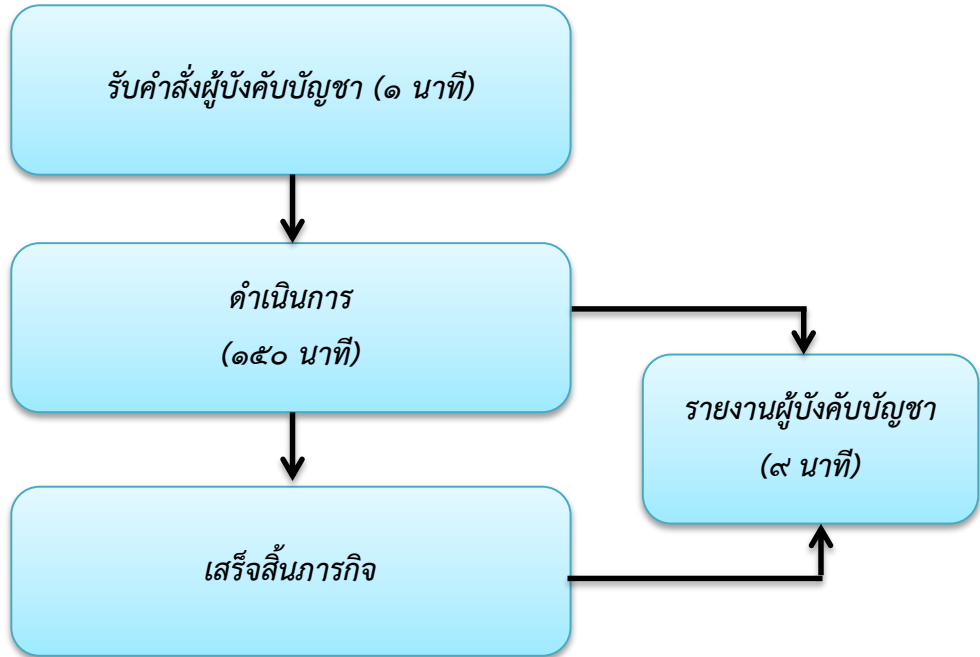 รับคำสั่งผู้บังคับบัญชา (๑ นาที)
ดำเนินการ
(๑๕๐ นาที)
รายงานผู้บังคับบัญชา
(๙ นาที)
เสร็จสิ้นภารกิจ